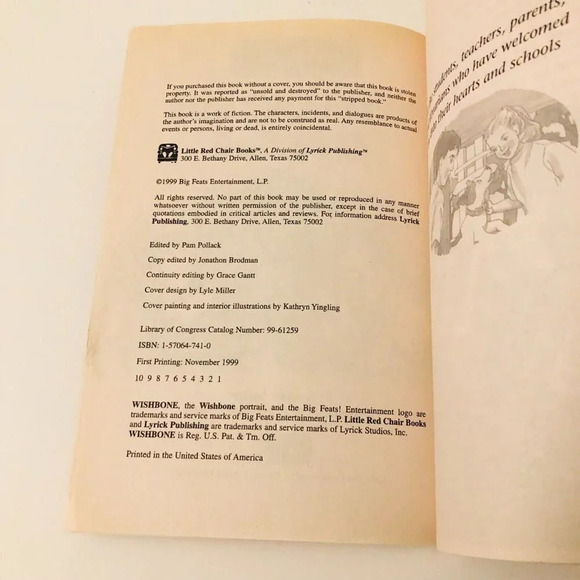 If you purchased this book without a cover, you should be aware that this book is stolen
property. It was reported as "unsold and destroyed" to the publisher, and neither the
author nor the publisher has received any payment for this "stripped book."
This book is a work of fiction. The characters, incidents, and dialogues are products of
the author's imagination and are not to be construed as real. Any resemblance to actual
events or persons, living or dead, is entirely coincidental.
Little Red Chair Books™, A Division of Lyrick Publishing™
300 E. Bethany Drive, Allen, Texas 75002
©1999 Big Feats Entertainment, L.P.
All rights reserved. No part of this book may be used or reproduced in any manner
whatsoever without written permission of the publisher, except in the case of brief
quotations embodied in critical articles and reviews. For information address Lyrick
Publishing, 300 E. Bethany Drive, Allen, Texas 75002
Edited by Pam Pollack
Copy edited by Jonathon Brodman
Continuity editing by Grace Gantt
Cover design by Lyle Miller
Cover painting and interior illustrations by Kathryn Yingling
Library of Congress Catalog Number: 99-61259
ISBN: 1-57064-741-0
First Printing: November 1999
10 9 8 7 6 5 4 3 2 1
WISHBONE, the Wishbone portrait, and the Big Feats! Entertainment logo are
trademarks and service marks of Big Feats Entertainment, L.P. Little Red Chair Books
and Lyrick Publishing are trademarks and service marks of Lyrick Studios, Inc.
WISHBONE is Reg. U.S. Pat. & Tm. Off.
Printed in the United States of America
students, teachers, parents,
who have welcomed
their hearts and schools